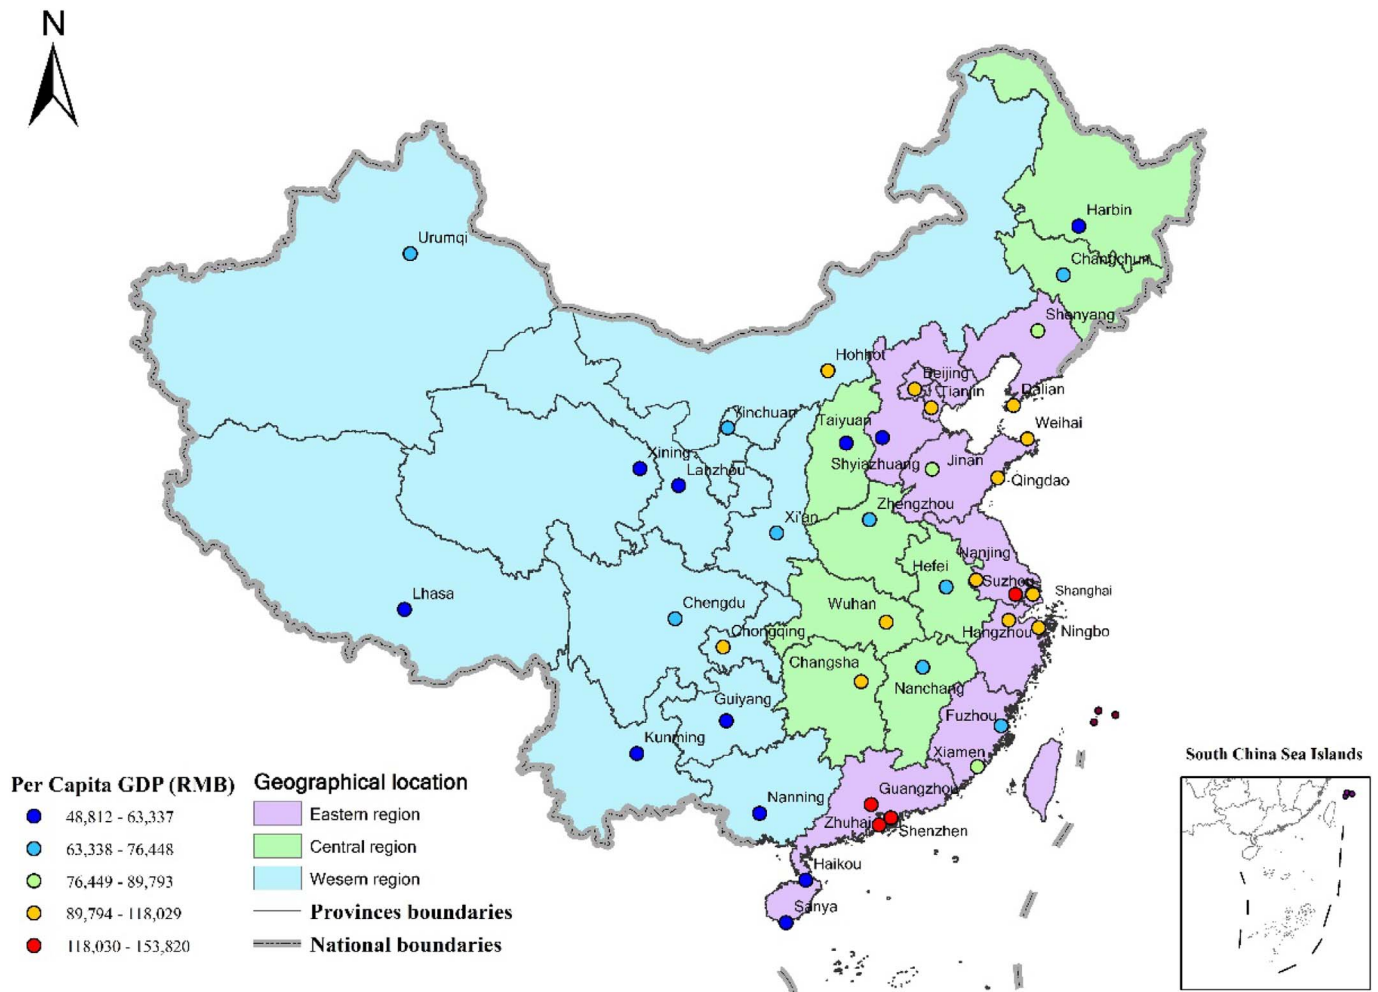 N
Harbin
Urumqi
Changchun
Shenyang
Hohhot
Beijing
Tianjin
Dalian
Weihai
Yinchuan
Taiyuan
Xining
Lanzhou
Shyiazhuang
Jinan
Qingdao
Zhengzhou
Xi'an
Nanjing
Hefei
Suzhou
Shanghai
Lhasa
Chengdu
Wuhan
Chongqing
Hangzhou
Ningbo
Changsha
Nanchang
Guiyang
Fuzhou
Kunming
Xiamen
Guangzhou
Nanning
Zhuhai
Shenzhen
Haikou
Sanya
Per Capita GDP (RMB)
48,812 - 63,337
63,338 - 76,448
76,449 - 89,793
89,794 - 118,029
118,030 - 153,820
Geographical location
Eastern region
Central region
Wesern region
Provinces boundaries
National boundaries
South China Sea Islands